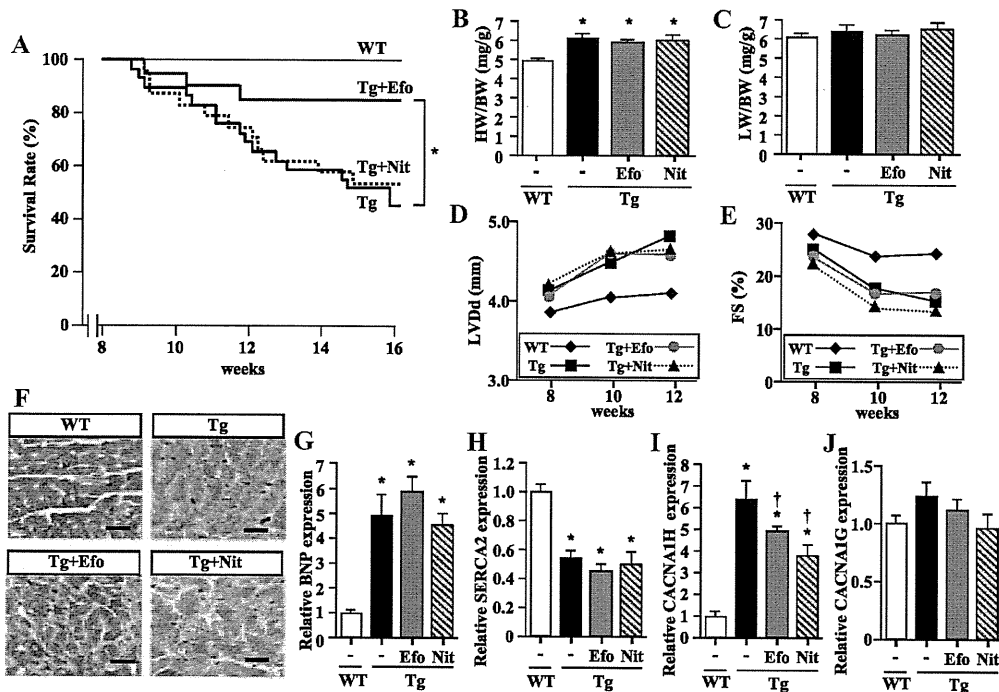 A
WT
Tg+Efo
Tg+Nit
Tg
*
Survival Rate (%)
100
80
60
40
20
0
8
10
12
14
16
weeks
B
HW/BW (mg/g)
7
6
5
4
3
2
1
0
* * *
- - Efo Nit
WT Tg
C
LW/BW (mg/g)
8
7
6
5
4
3
2
1
0
- - Efo Nit
WT Tg
D
LVDd (mm)
5.0
4.0
3.0
WT Tg+Efo
Tg Tg+Nit
8 10 12
weeks
E
FS (%)
30
20
10
0
WT Tg+Efo
Tg Tg+Nit
8 10 12
weeks
F
WT Tg
Tg+Efo Tg+Nit
G
Relative BNP expression
7
6
5
4
3
2
1
0
* * *
- - Efo Nit
WT Tg
H
Relative SERCA2 expression
1.2
1.0
0.8
0.6
0.4
0.2
0
* * *
- - Efo Nit
WT Tg
I
Relative CACNA1H expression
8
7
6
5
4
3
2
1
0
* † * † *
- - Efo Nit
WT Tg
J
Relative CACNA1G expression
1.5
1.0
0.5
0
- - Efo Nit
WT Tg